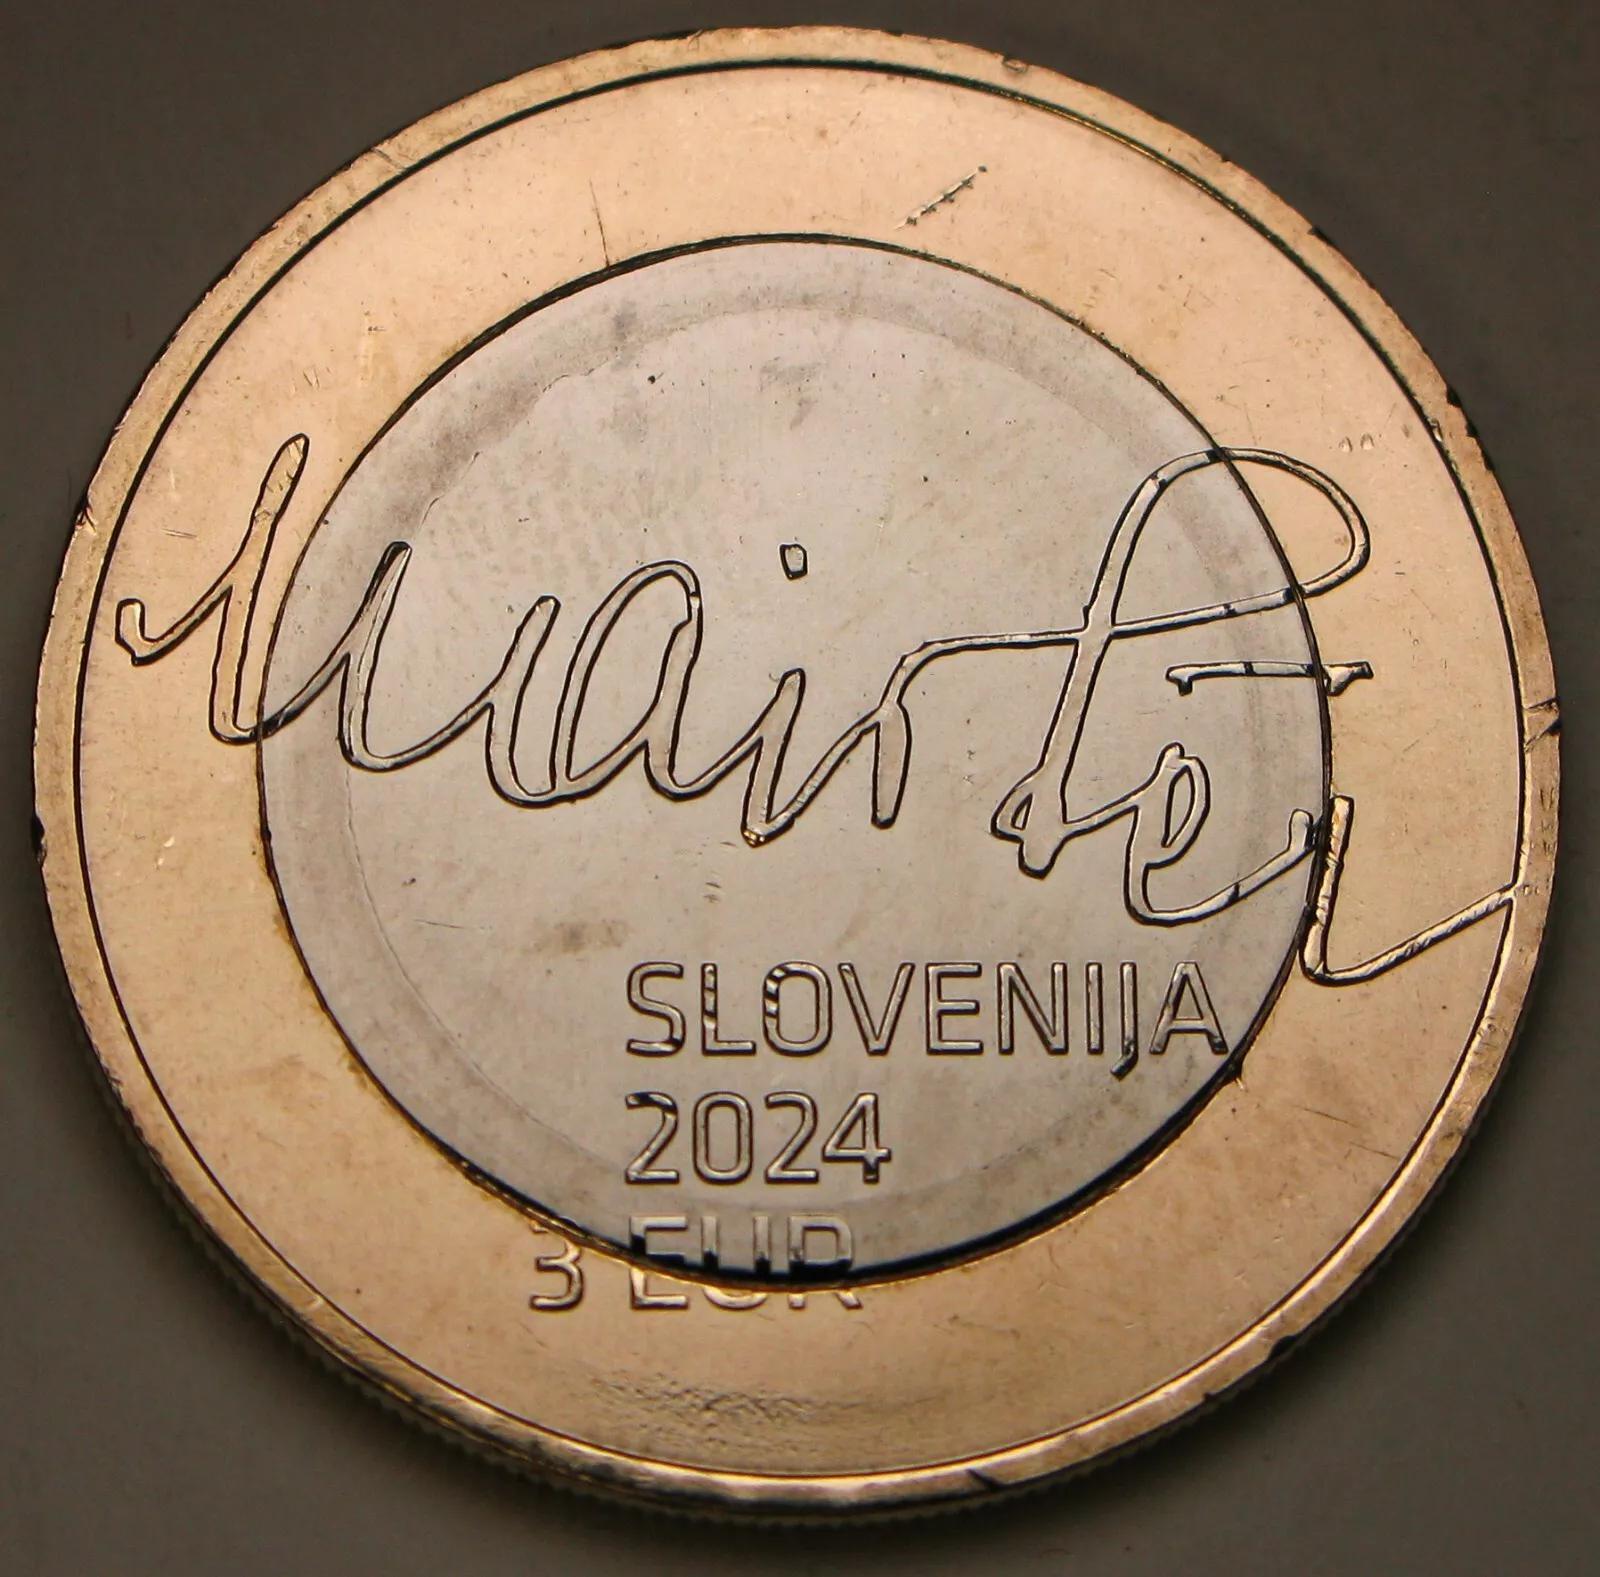 Maister
SLOVENIJA
2024
3 EUR